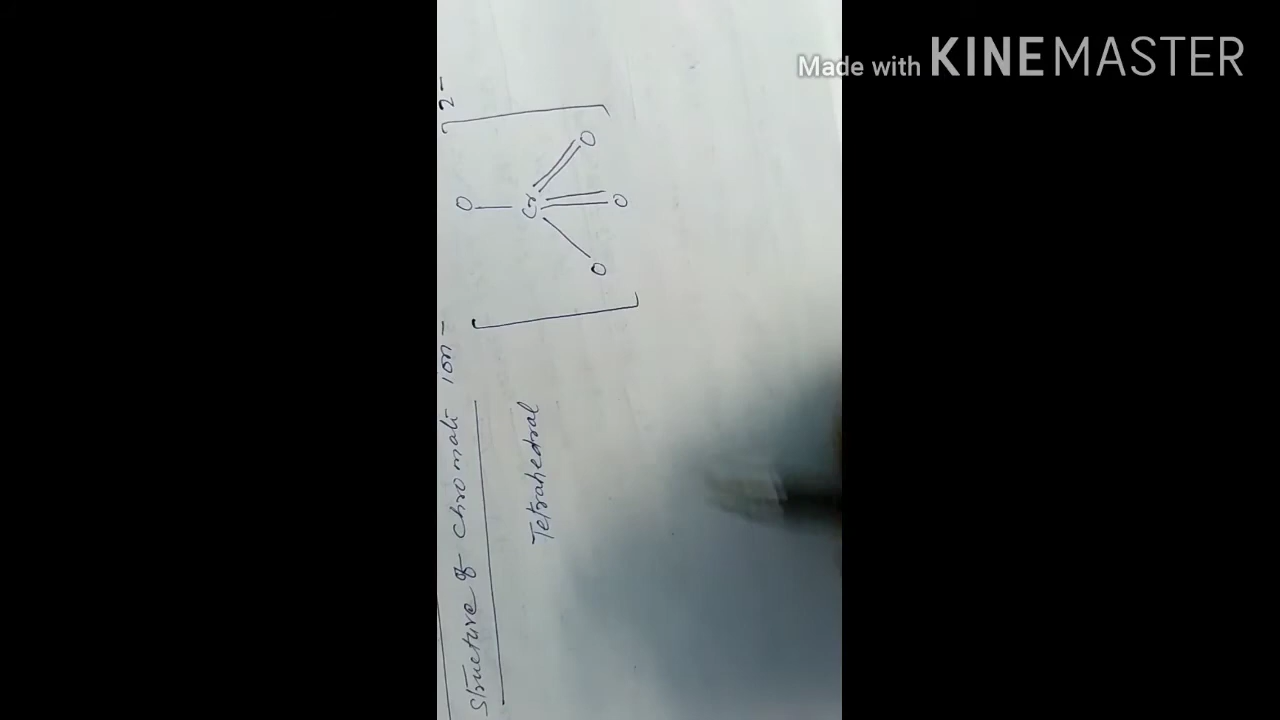 Made with KINEMASTER
Structure of Chromate ion -
Tetrahedral
2-
O
Cr
O
O
O